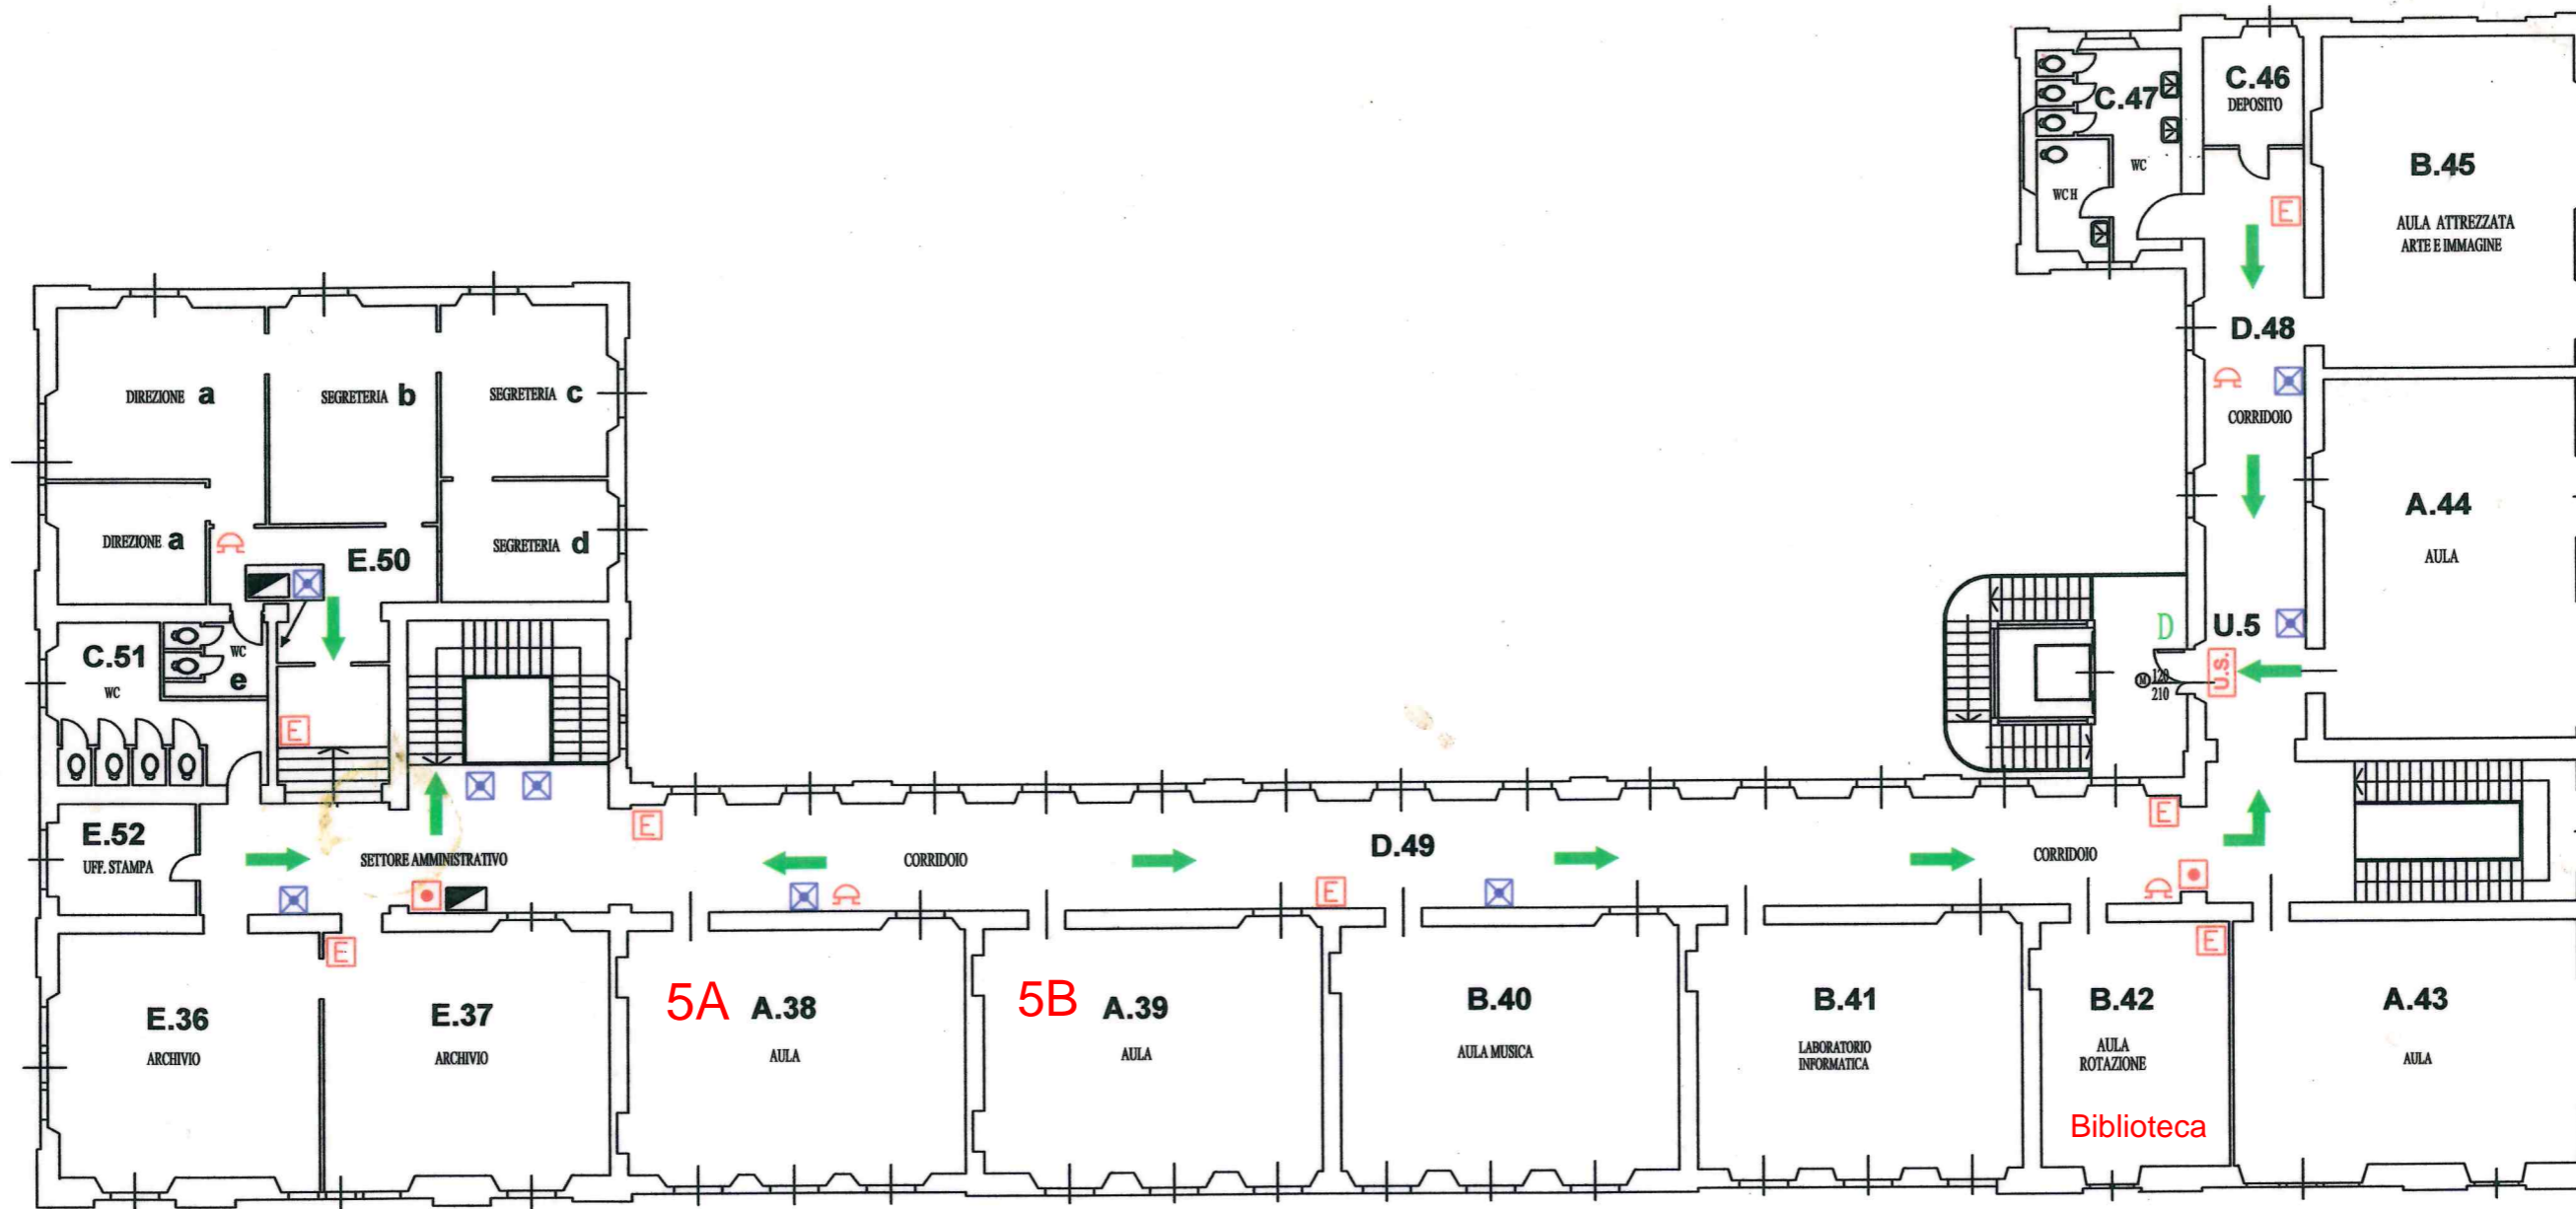 C.46
DEPOSITO
C.47
WC
WC H
E
B.45
AULA ATTREZZATA
ARTE E IMMAGINE
D.48
CORRIDOIO
A.44
AULA
D
U.5
U.S.
M 120
210
DIREZIONE a
SEGRETERIA b
SEGRETERIA c
DIREZIONE a
SEGRETERIA d
E.50
C.51
WC
WC
e
E
E.52
UFF. STAMPA
SETTORE AMMINISTRATIVO
E
CORRIDOIO
D.49
E
CORRIDOIO
E
E
E
E.36
ARCHIVIO
E.37
ARCHIVIO
5A A.38
AULA
5B A.39
AULA
B.40
AULA MUSICA
B.41
LABORATORIO
INFORMATICA
B.42
AULA
ROTAZIONE
Biblioteca
A.43
AULA